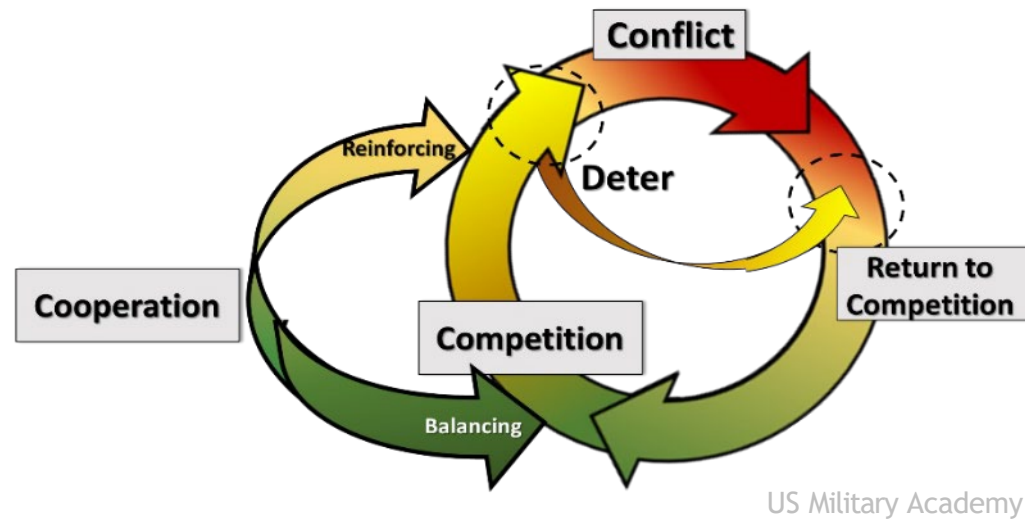 Conflict
Reinforcing
Deter
Cooperation
Return to
Competition
Competition
Balancing
US Military Academy